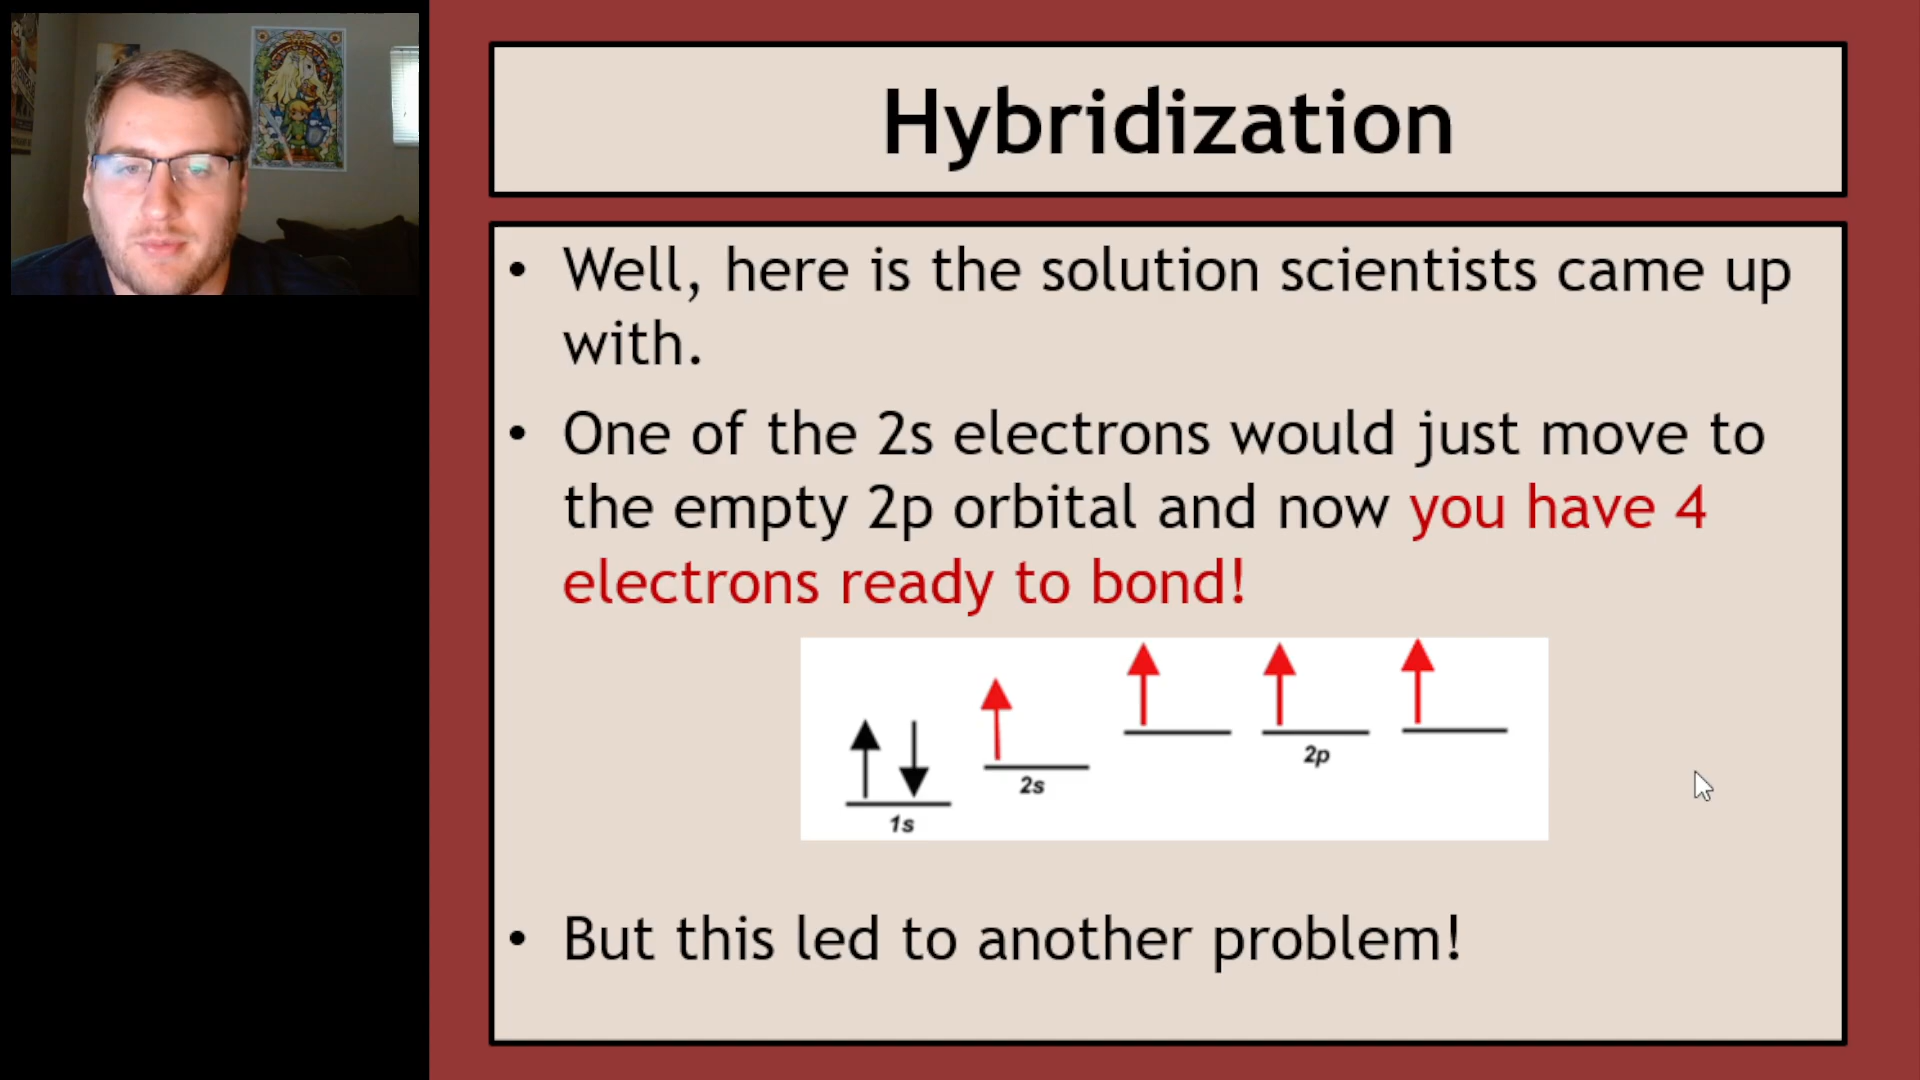 Hybridization
• Well, here is the solution scientists came up
with.
• One of the 2s electrons would just move to
the empty 2p orbital and now you have 4
electrons ready to bond!
2p
2s
1s
• But this led to another problem!